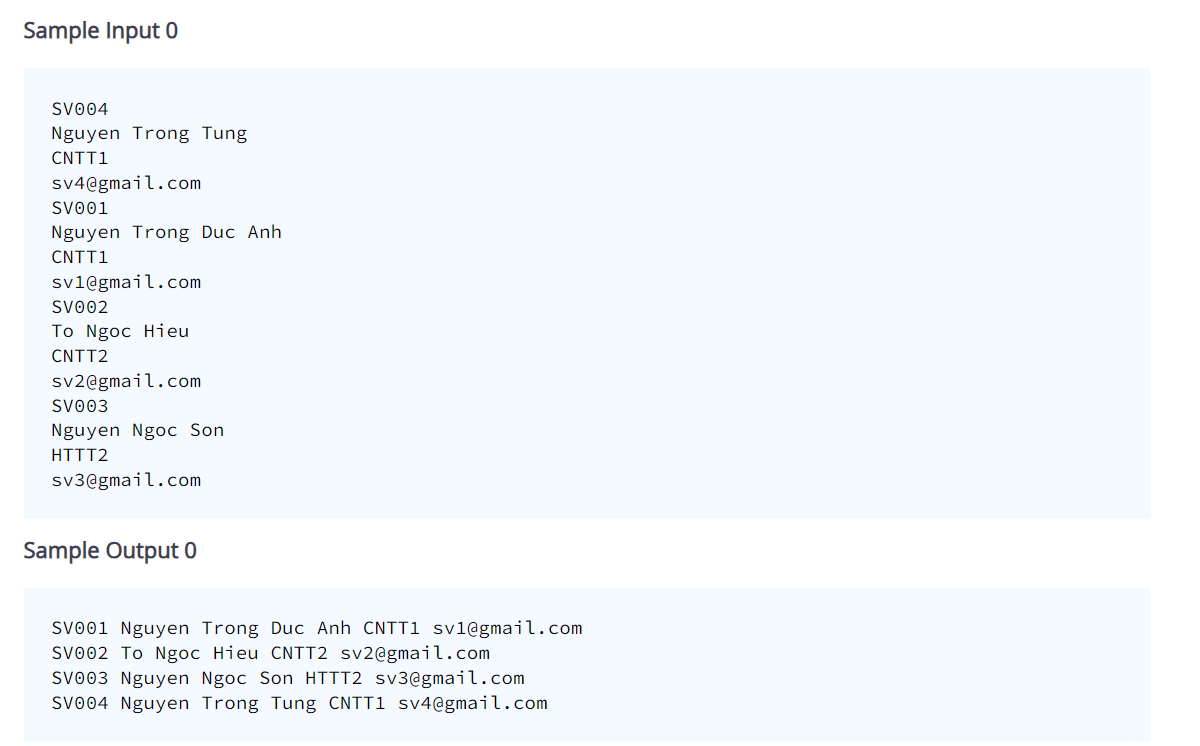 Sample Input 0
SV004
Nguyen Trong Tung
CNTT1
sv4@gmail.com
SV001
Nguyen Trong Duc Anh
CNTT1
sv1@gmail.com
SV002
To Ngoc Hieu
CNTT2
sv2@gmail.com
SV003
Nguyen Ngoc Son
HTTT2
sv3@gmail.com
Sample Output 0
SV001 Nguyen Trong Duc Anh CNTT1 sv1@gmail.com
SV002 To Ngoc Hieu CNTT2 sv2@gmail.com
SV003 Nguyen Ngoc Son HTTT2 sv3@gmail.com
SV004 Nguyen Trong Tung CNTT1 sv4@gmail.com